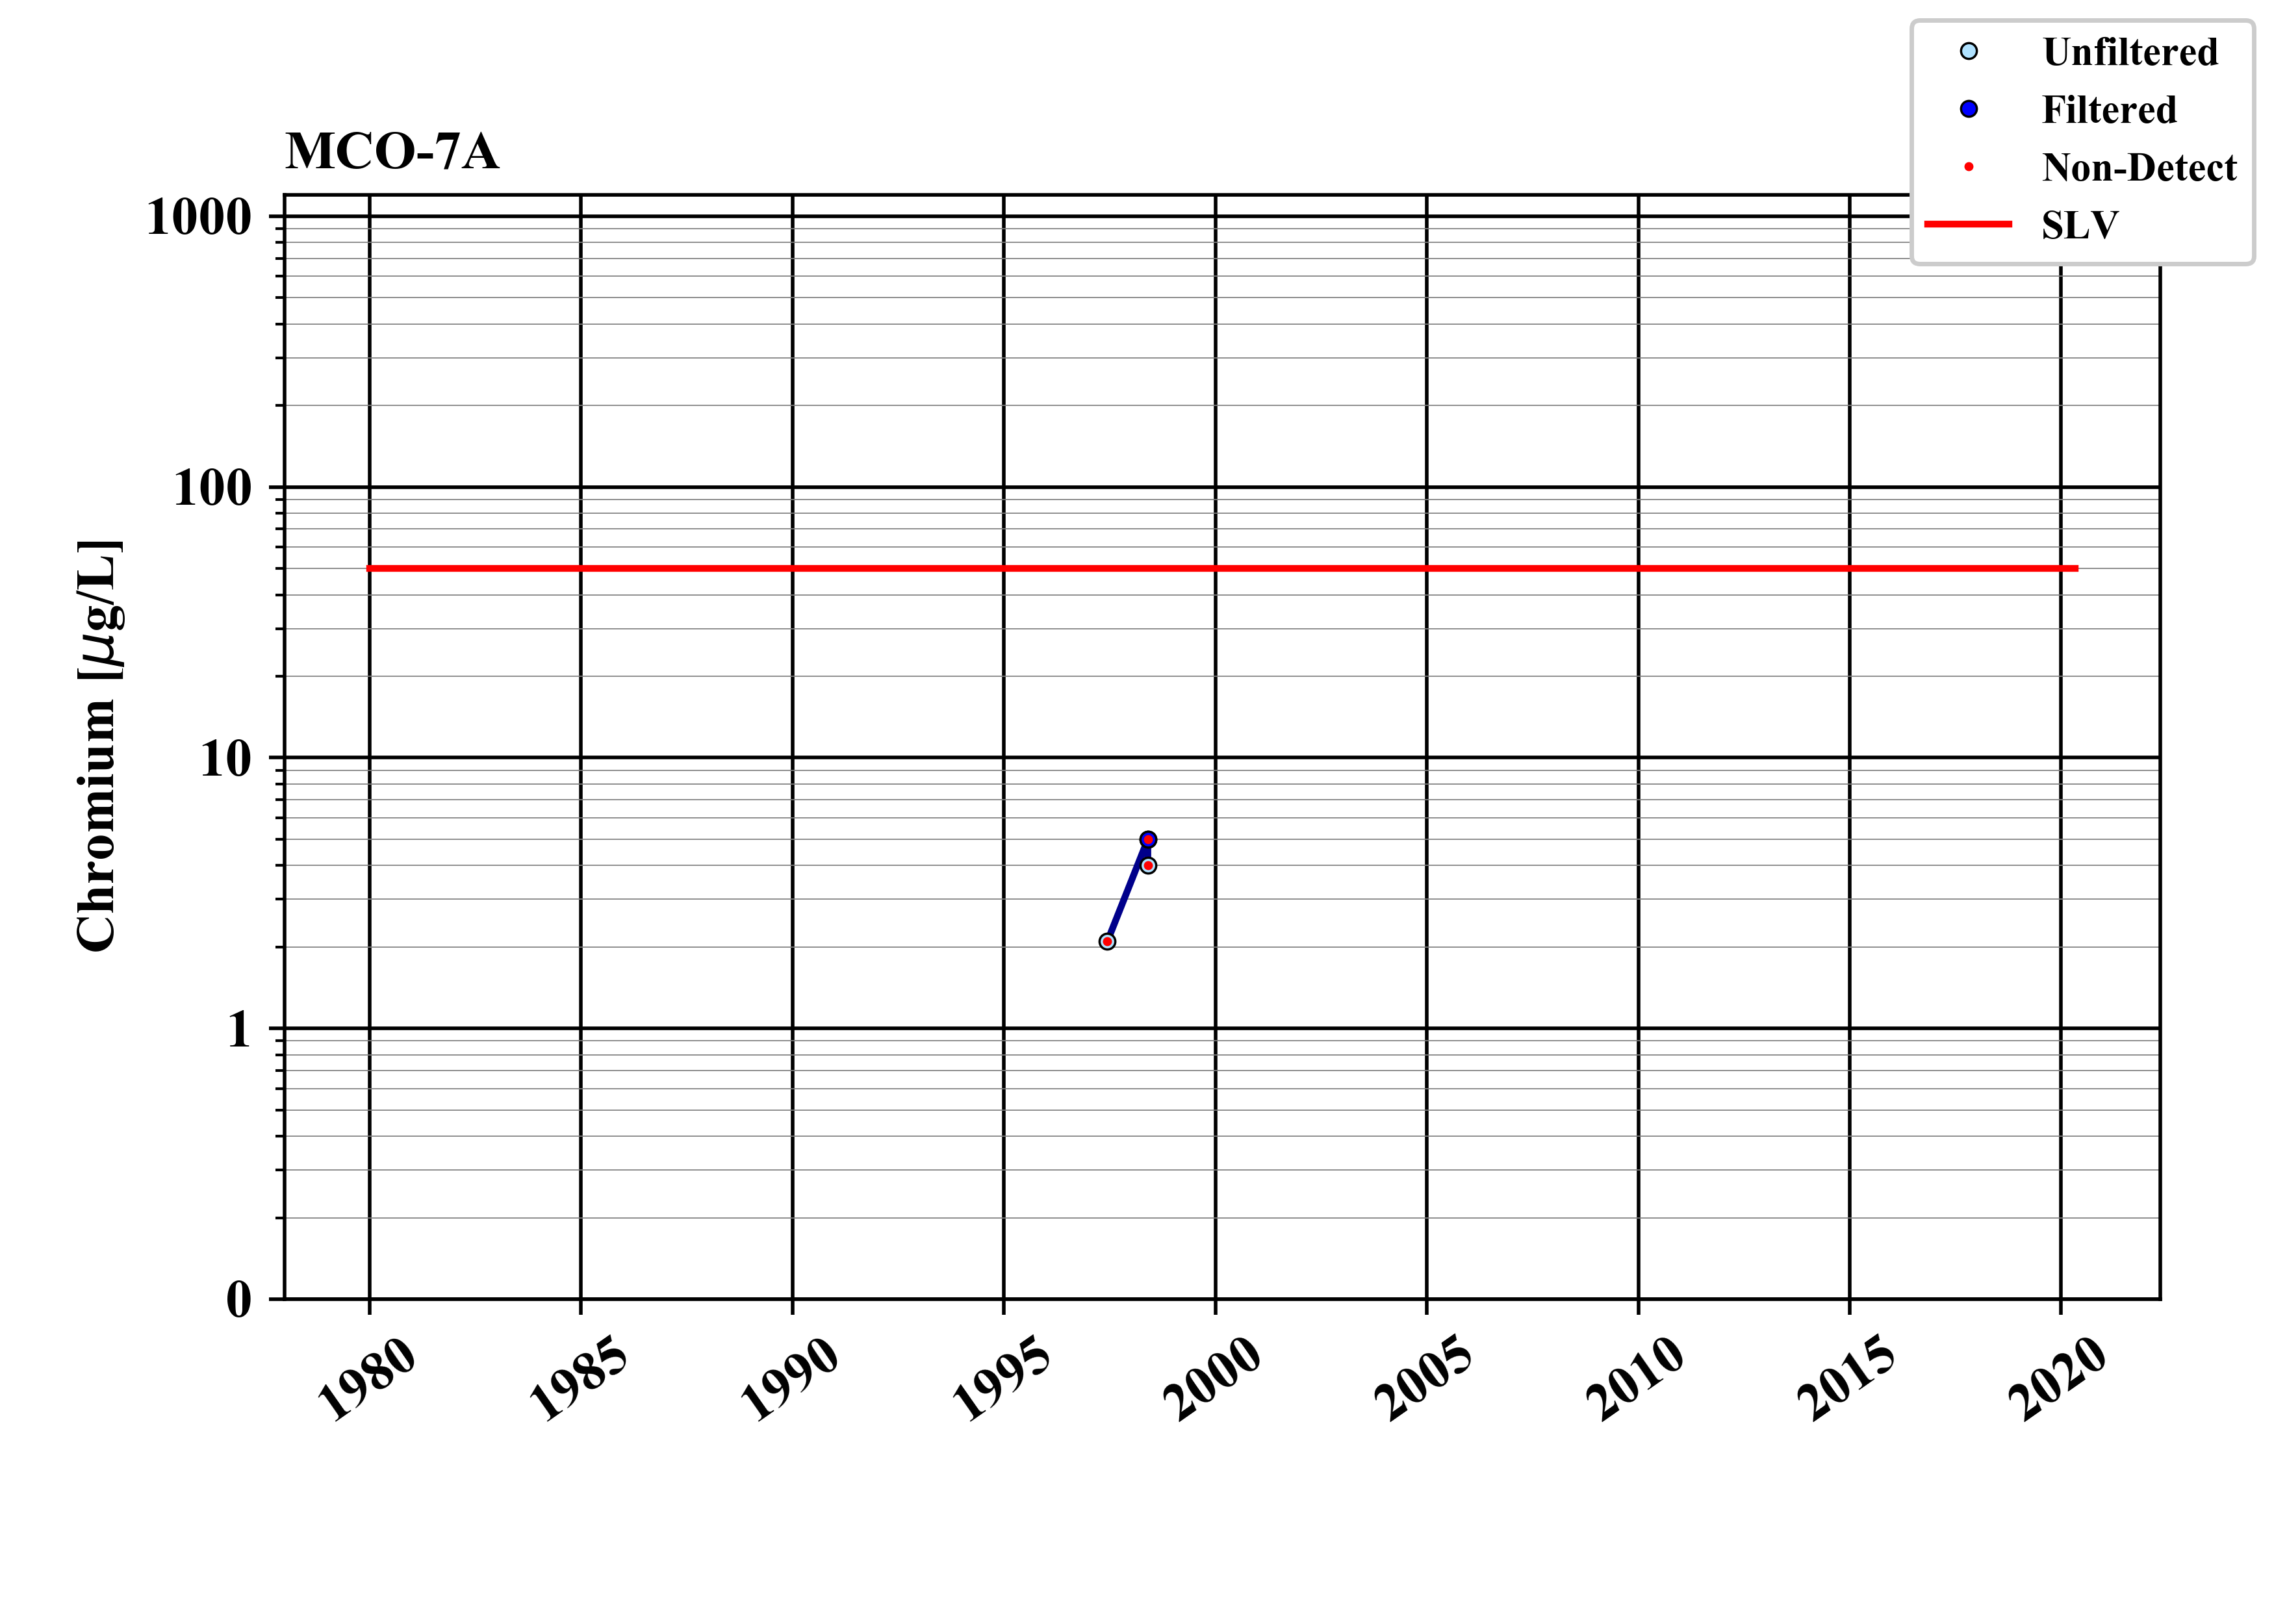 Unfiltered
Filtered
Non-Detect
SLV
MCO-7A
1000
100
10
1
0
Chromium [μg/L]
1980 1985 1990 1995 2000 2005 2010 2015 2020